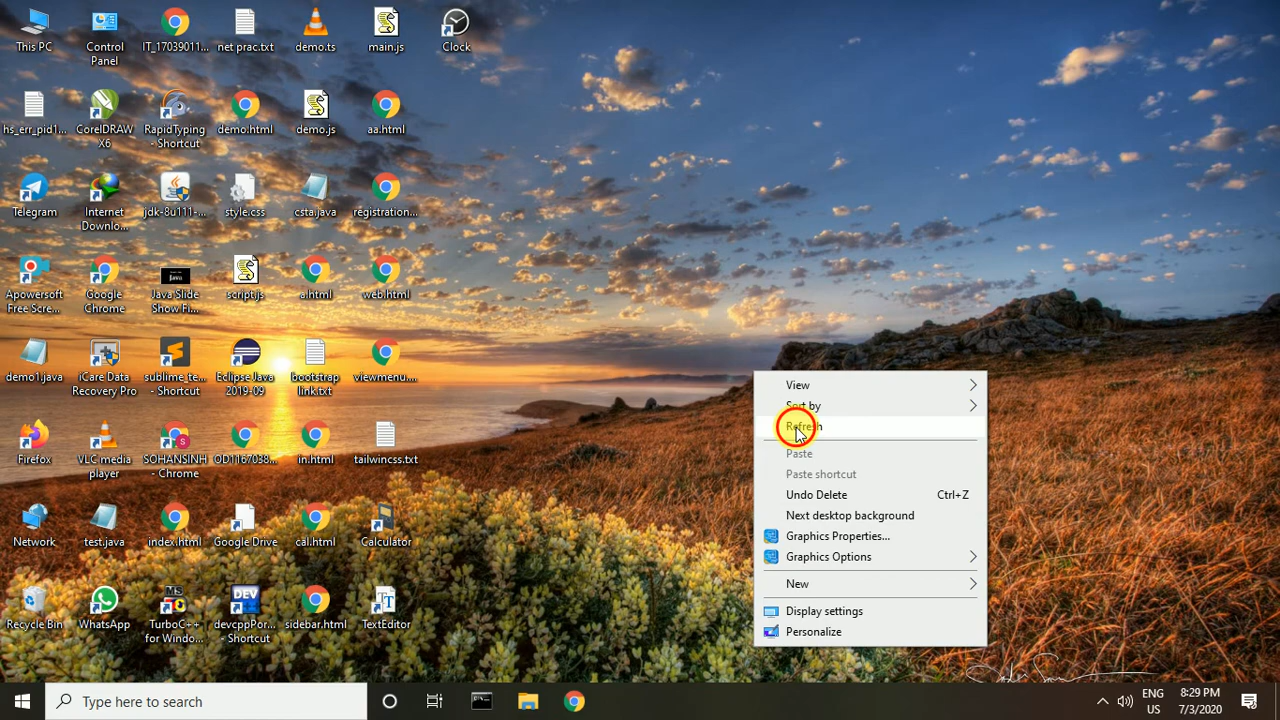 This PC
Control
Panel
IT_17039011...
net prac.txt
demo.ts
main.js
Clock
hs_err_pid1...
CorelDRAW
X6
RapidTyping
- Shortcut
demo.html
demo.js
aa.html
Telegram
Internet
Downlo...
jdk-8u111-...
style.css
csta.java
registration...
Apowersoft
Free Scre...
Google
Chrome
Java Slide
Show Fi...
script.js
a.html
web.html
demo1.java
iCare Data
Recovery Pro
sublime_te...
- Shortcut
Eclipse Java
2019-09
bootstrap
link.txt
viewmenu....
Firefox
VLC media
player
SOHANSINH
- Chrome
OD1167038...
in.html
tailwincss.txt
Network
test.java
index.html
Google Drive
cal.html
Calculator
Recycle Bin
WhatsApp
TurboC++
for Windo...
devcppPor...
- Shortcut
sidebar.html
TextEditor
View
Sort by
Refresh
Paste
Paste shortcut
Undo Delete Ctrl+Z
Next desktop background
Graphics Properties...
Graphics Options
New
Display settings
Personalize
Type here to search
ENG
US
8:29 PM
7/3/2020